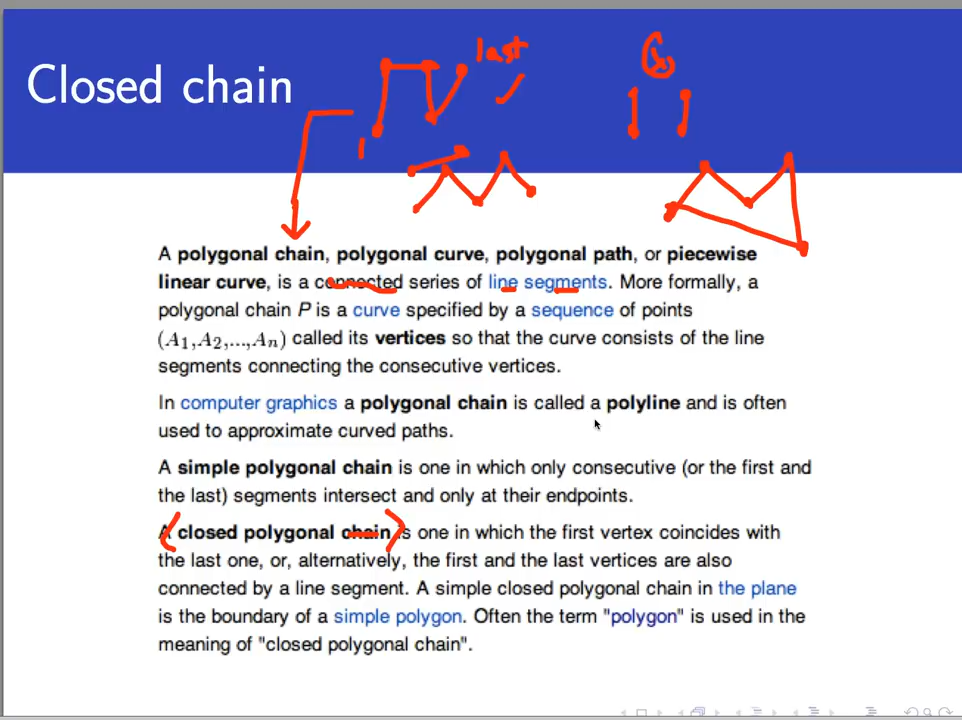 Closed chain
last
1
A polygonal chain, polygonal curve, polygonal path, or piecewise
linear curve, is a connected series of line segments. More formally, a
polygonal chain P is a curve specified by a sequence of points
(A1,A2,...,An) called its vertices so that the curve consists of the line
segments connecting the consecutive vertices.
In computer graphics a polygonal chain is called a polyline and is often
used to approximate curved paths.
A simple polygonal chain is one in which only consecutive (or the first and
the last) segments intersect and only at their endpoints.
A closed polygonal chain is one in which the first vertex coincides with
the last one, or, alternatively, the first and the last vertices are also
connected by a line segment. A simple closed polygonal chain in the plane
is the boundary of a simple polygon. Often the term "polygon" is used in the
meaning of "closed polygonal chain".